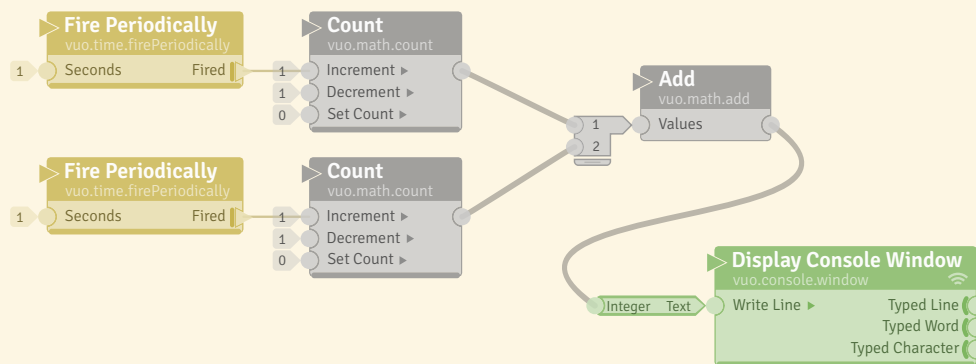 Fire Periodically
vuo.time.firePeriodically
1 Seconds Fired
Count
vuo.math.count
1 Increment ▸
1 Decrement ▸
0 Set Count ▸
Add
vuo.math.add
Values
1
2
Fire Periodically
vuo.time.firePeriodically
1 Seconds Fired
Count
vuo.math.count
1 Increment ▸
1 Decrement ▸
0 Set Count ▸
Integer Text
Display Console Window
vuo.console.window
Write Line ▸ Typed Line
Typed Word
Typed Character